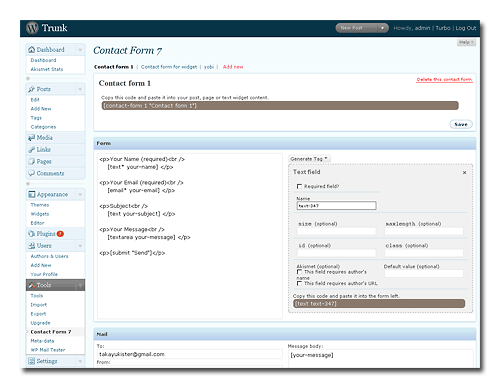 Trunk
New Post
Howdy, admin | Turbo | Log Out
Help
Dashboard
Dashboard
Akismet Stats
Posts
Edit
Add New
Tags
Categories
Media
Links
Pages
Comments
Appearance
Themes
Widgets
Editor
Plugins
Users
Authors & Users
Add New
Your Profile
Tools
Tools
Import
Export
Upgrade
Contact Form 7
Meta-data
WP Mail Tester
Settings
Contact Form 7
Contact form 1 | Contact form for widget | yobi | Add new
Contact form 1
Delete this contact form
Copy this code and paste it into your post, page or text widget content.
[contact-form 1 "Contact form 1"]
Save
Form
<p>Your Name (required)<br />
[text* your-name] </p>
<p>Your Email (required)<br />
[email* your-email] </p>
<p>Subject<br />
[text your-subject] </p>
<p>Your Message<br />
[textarea your-message] </p>
<p>[submit "Send"]</p>
Generate Tag
Text field
Required field?
Name
text-347
size (optional)
maxlength (optional)
id (optional)
class (optional)
Akismet (optional)
This field requires author's name
This field requires author's URL
Default value (optional)
Copy this code and paste it into the form left.
[text text-347]
Mail
To:
takayukister@gmail.com
From:
Message body:
[your-message]